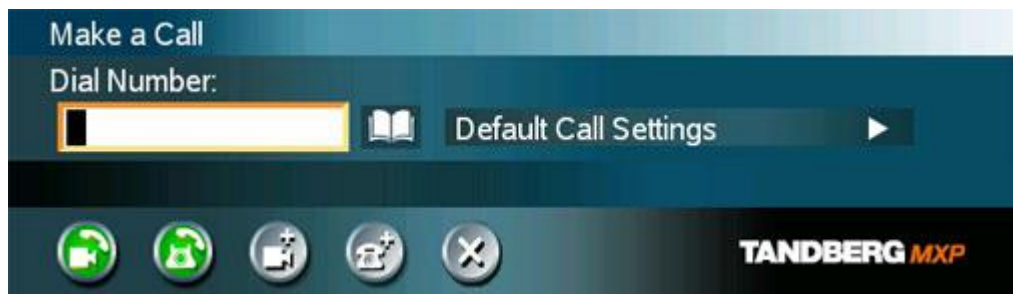 Make a Call
Dial Number:
Default Call Settings
TANDBERG MXP